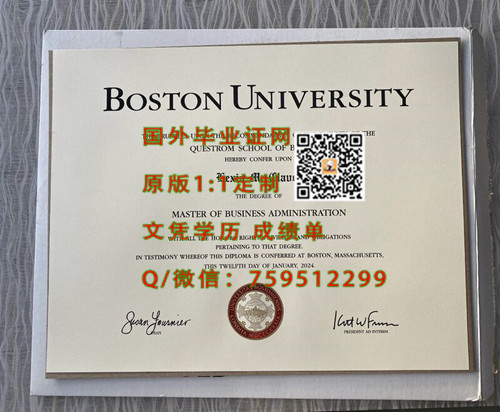 BOSTON UNIVERSITY
国外毕业证网
THE
QUESTROM SCHOOL OF B
HEREBY CONFER UPON
原版1:1定制
THE DEGREE OF
MASTER OF BUSINESS ADMINISTRATION
文凭学历 成绩单
PERTAINING TO THAT DEGREE.
IN TESTIMONY WHEREOF THIS DIPLOMA IS CONFERRED AT BOSTON, MASSACHUSETTS,
THIS TWELFTH DAY OF JANUARY, 2024.
Q/微信：759512299
Susan Fournier
DEAN
PRESIDENT AD INTERIM